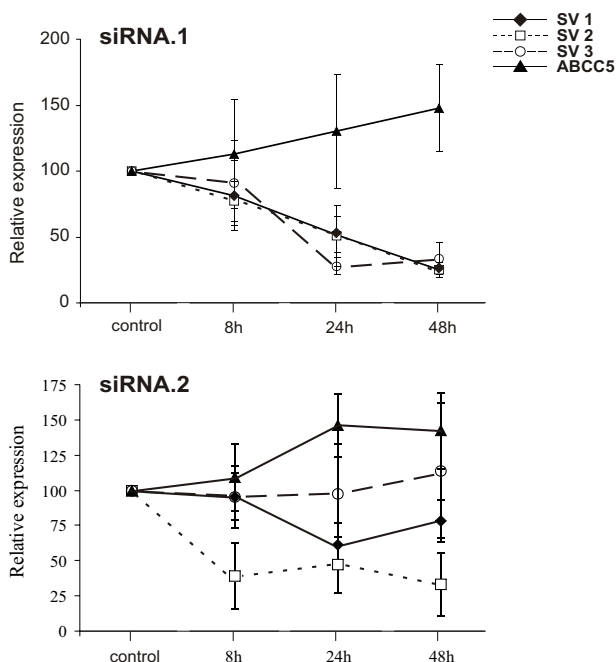 siRNA.1
SV 1
SV 2
SV 3
ABCC5
Relative expression
200
150
100
50
0
control
8h
24h
48h
siRNA.2
Relative expression
175
150
125
100
75
50
25
0
control
8h
24h
48h